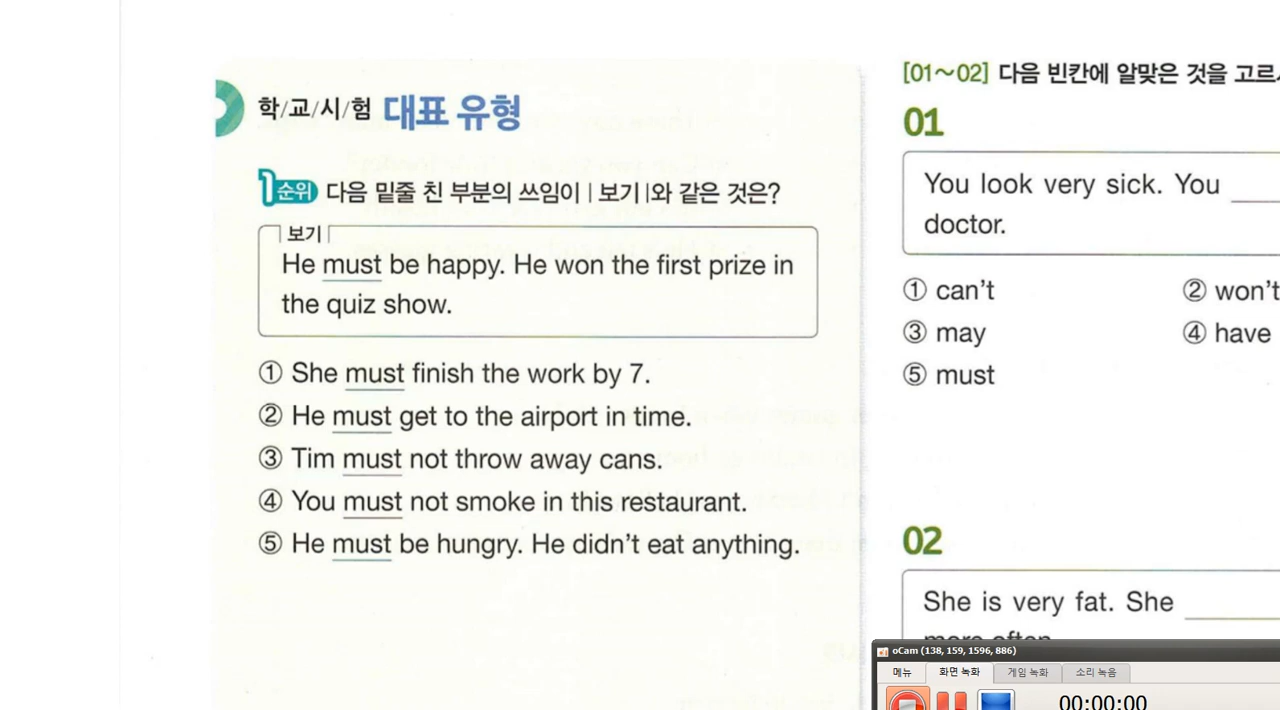 학/교/시/험 대표 유형
1순위 다음 밑줄 친 부분의 쓰임이 |보기|와 같은 것은?
보기
He must be happy. He won the first prize in
the quiz show.
① She must finish the work by 7.
② He must get to the airport in time.
③ Tim must not throw away cans.
④ You must not smoke in this restaurant.
⑤ He must be hungry. He didn't eat anything.
[01~02] 다음 빈칸에 알맞은 것을 고르
01
You look very sick. You ____
doctor.
① can't ② won't
③ may ④ have
⑤ must
02
She is very fat. She ____
more often
oCam (138, 159, 1596, 886)
메뉴 화면 녹화 게임 녹화 소리 녹음
00:00:00